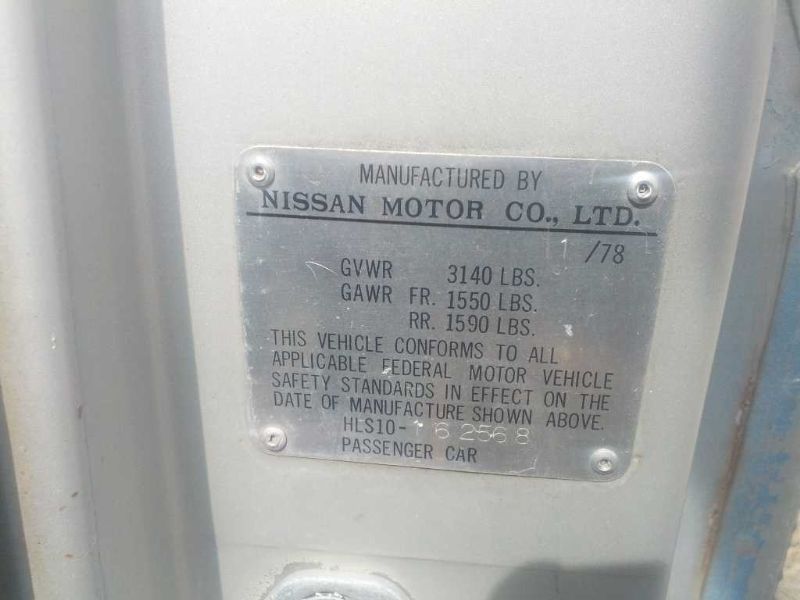 MANUFACTURED BY
NISSAN MOTOR CO., LTD.
1/78
GVWR 3140 LBS.
GAWR FR. 1550 LBS.
RR. 1590 LBS.
THIS VEHICLE CONFORMS TO ALL
APPLICABLE FEDERAL MOTOR VEHICLE
SAFETY STANDARDS IN EFFECT ON THE
DATE OF MANUFACTURE SHOWN ABOVE.
HLS10-162568
PASSENGER CAR